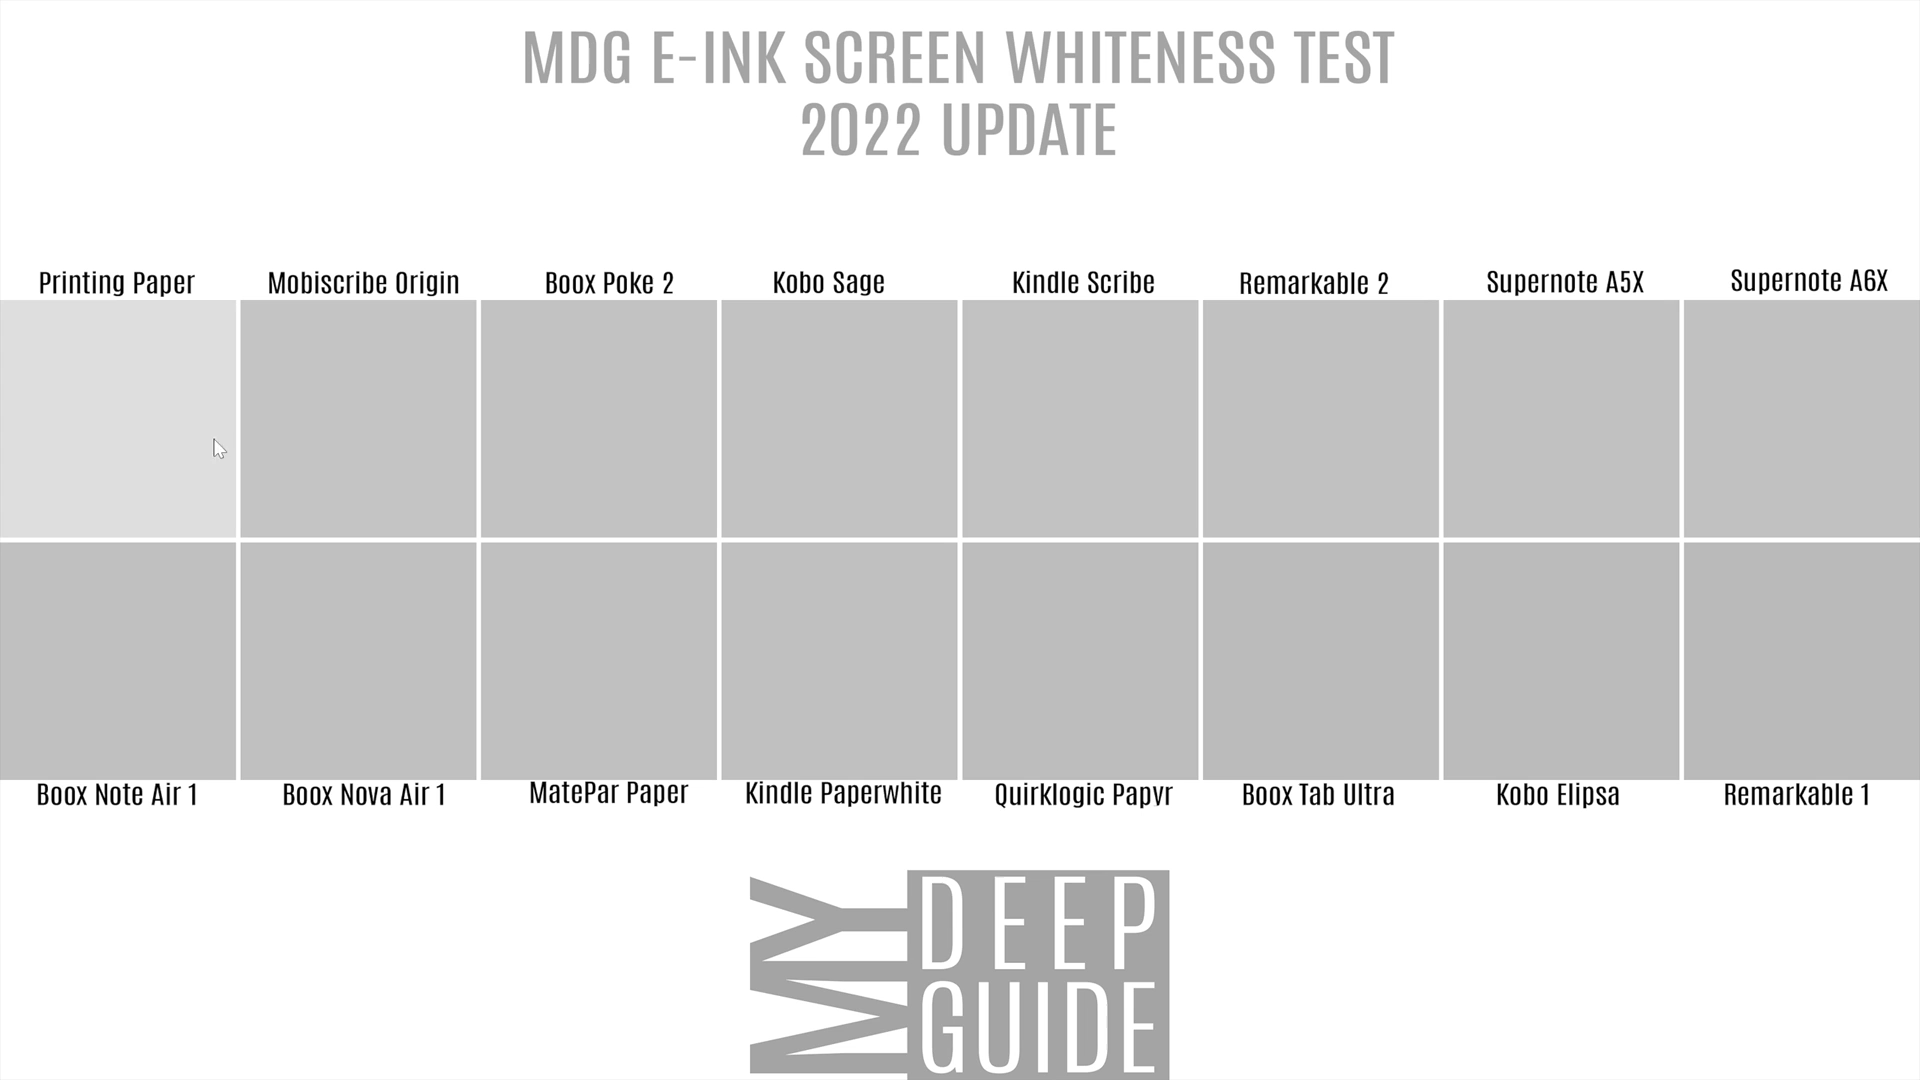 MDG E-INK SCREEN WHITENESS TEST
2022 UPDATE
Printing Paper
Mobiscribe Origin
Boox Poke 2
Kobo Sage
Kindle Scribe
Remarkable 2
Supernote A5X
Supernote A6X
Boox Note Air 1
Boox Nova Air 1
MatePar Paper
Kindle Paperwhite
Quirklogic Papvr
Boox Tab Ultra
Kobo Elipsa
Remarkable 1
MY
DEEP
GUIDE